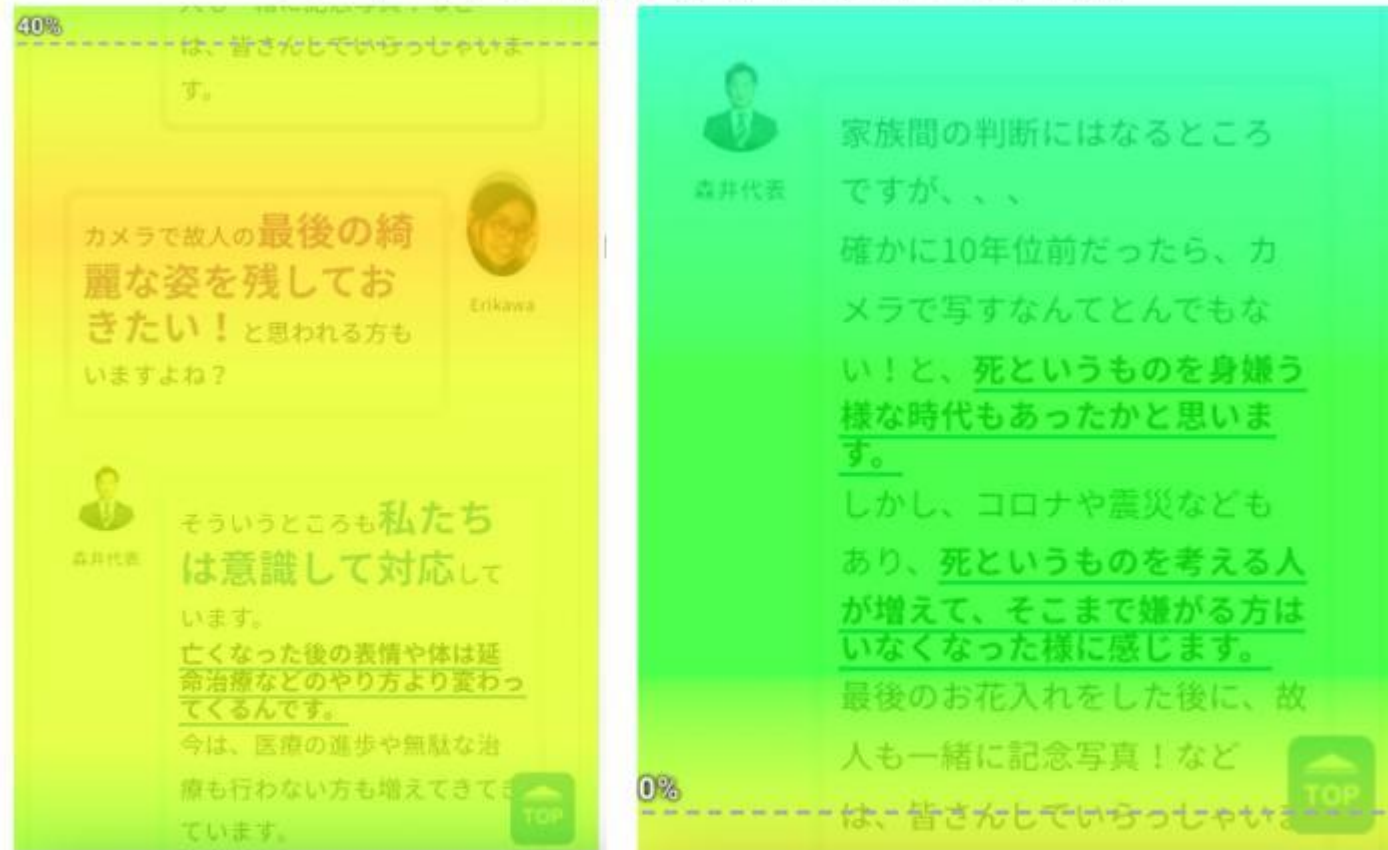 40%
人も一緒に記念写真！など
は、皆さんしていらっしゃいま
す。
カメラで故人の最後の綺
麗な姿を残してお
きたい！と思われる方も
いますよね？
Erikawa
森井代表
そういうところも私たち
は意識して対応して
います。
亡くなった後の表情や体は延
命治療などのやり方より変わっ
てくるんです。
今は、医療の進歩や無駄な治
療も行わない方も増えてきてき
ています。
TOP
森井代表
家族間の判断にはなるところ
ですが、、、
確かに10年位前だったら、カ
メラで写すなんてとんでもな
い！と、死というものを身嫌う
様な時代もあったかと思いま
す。
しかし、コロナや震災なども
あり、死というものを考える人
が増えて、そこまで嫌がる方は
いなくなった様に感じます。
最後のお花入れをした後に、故
人も一緒に記念写真！など
は、皆さんしていらっしゃいま
0%
TOP